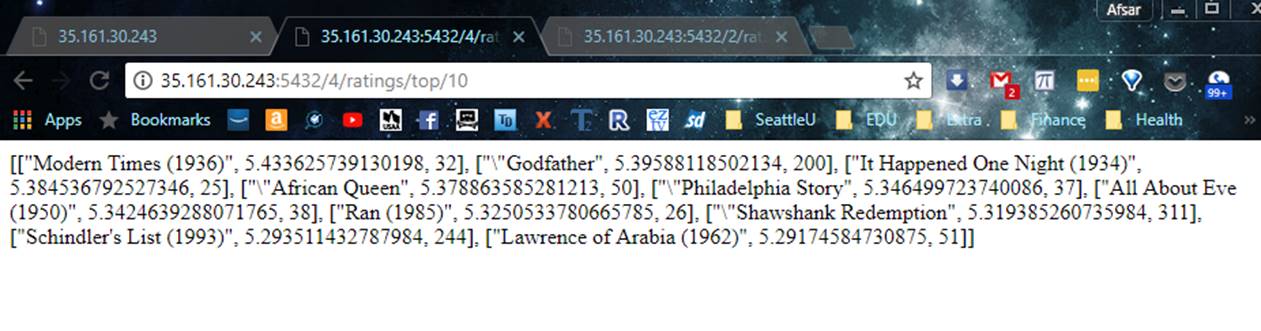 Afsar
35.161.30.243
35.161.30.243:5432/4/rat
35.161.30.243:5432/2/rat
35.161.30.243:5432/4/ratings/top/10
2
99+
Apps
Bookmarks
SeattleU
EDU
Extra
Finance
Health
[["Modern Times (1936)", 5.433625739130198, 32], ["\"Godfather", 5.39588118502134, 200], ["It Happened One Night (1934)",
5.384536792527346, 25], ["\"African Queen", 5.378863585281213, 50], ["\"Philadelphia Story", 5.346499723740086, 37], ["All About Eve
(1950)", 5.3424639288071765, 38], ["Ran (1985)", 5.3250533780665785, 26], ["\"Shawshank Redemption", 5.319385260735984, 311],
["Schindler's List (1993)", 5.293511432787984, 244], ["Lawrence of Arabia (1962)", 5.29174584730875, 51]]